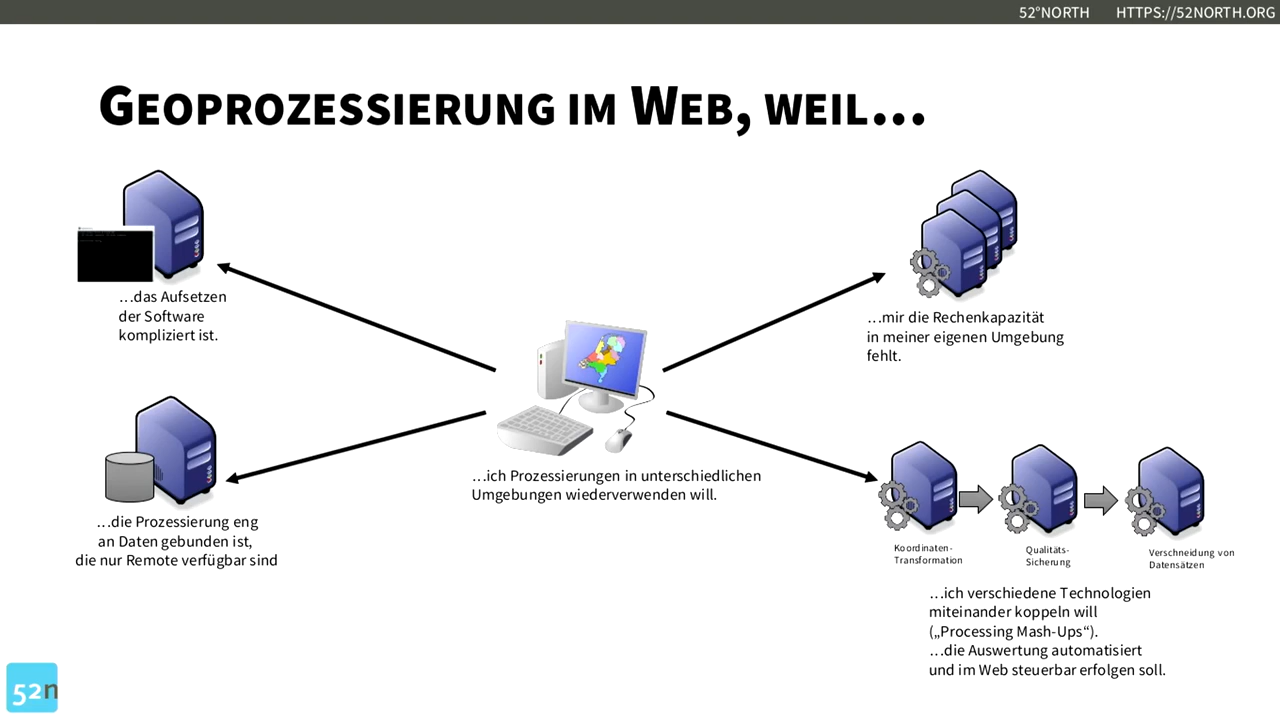 52°NORTH HTTPS://52NORTH.ORG
GEOPROZESSIERUNG IM WEB, WEIL...
...das Aufsetzen
der Software
kompliziert ist.
...mir die Rechenkapazität
in meiner eigenen Umgebung
fehlt.
...ich Prozessierungen in unterschiedlichen
Umgebungen wiederverwenden will.
...die Prozessierung eng
an Daten gebunden ist,
die nur Remote verfügbar sind
Koordinaten-
Transformation
Qualitäts-
Sicherung
Verschneidung von
Datensätzen
...ich verschiedene Technologien
miteinander koppeln will
(„Processing Mash-Ups“).
...die Auswertung automatisiert
und im Web steuerbar erfolgen soll.
52n